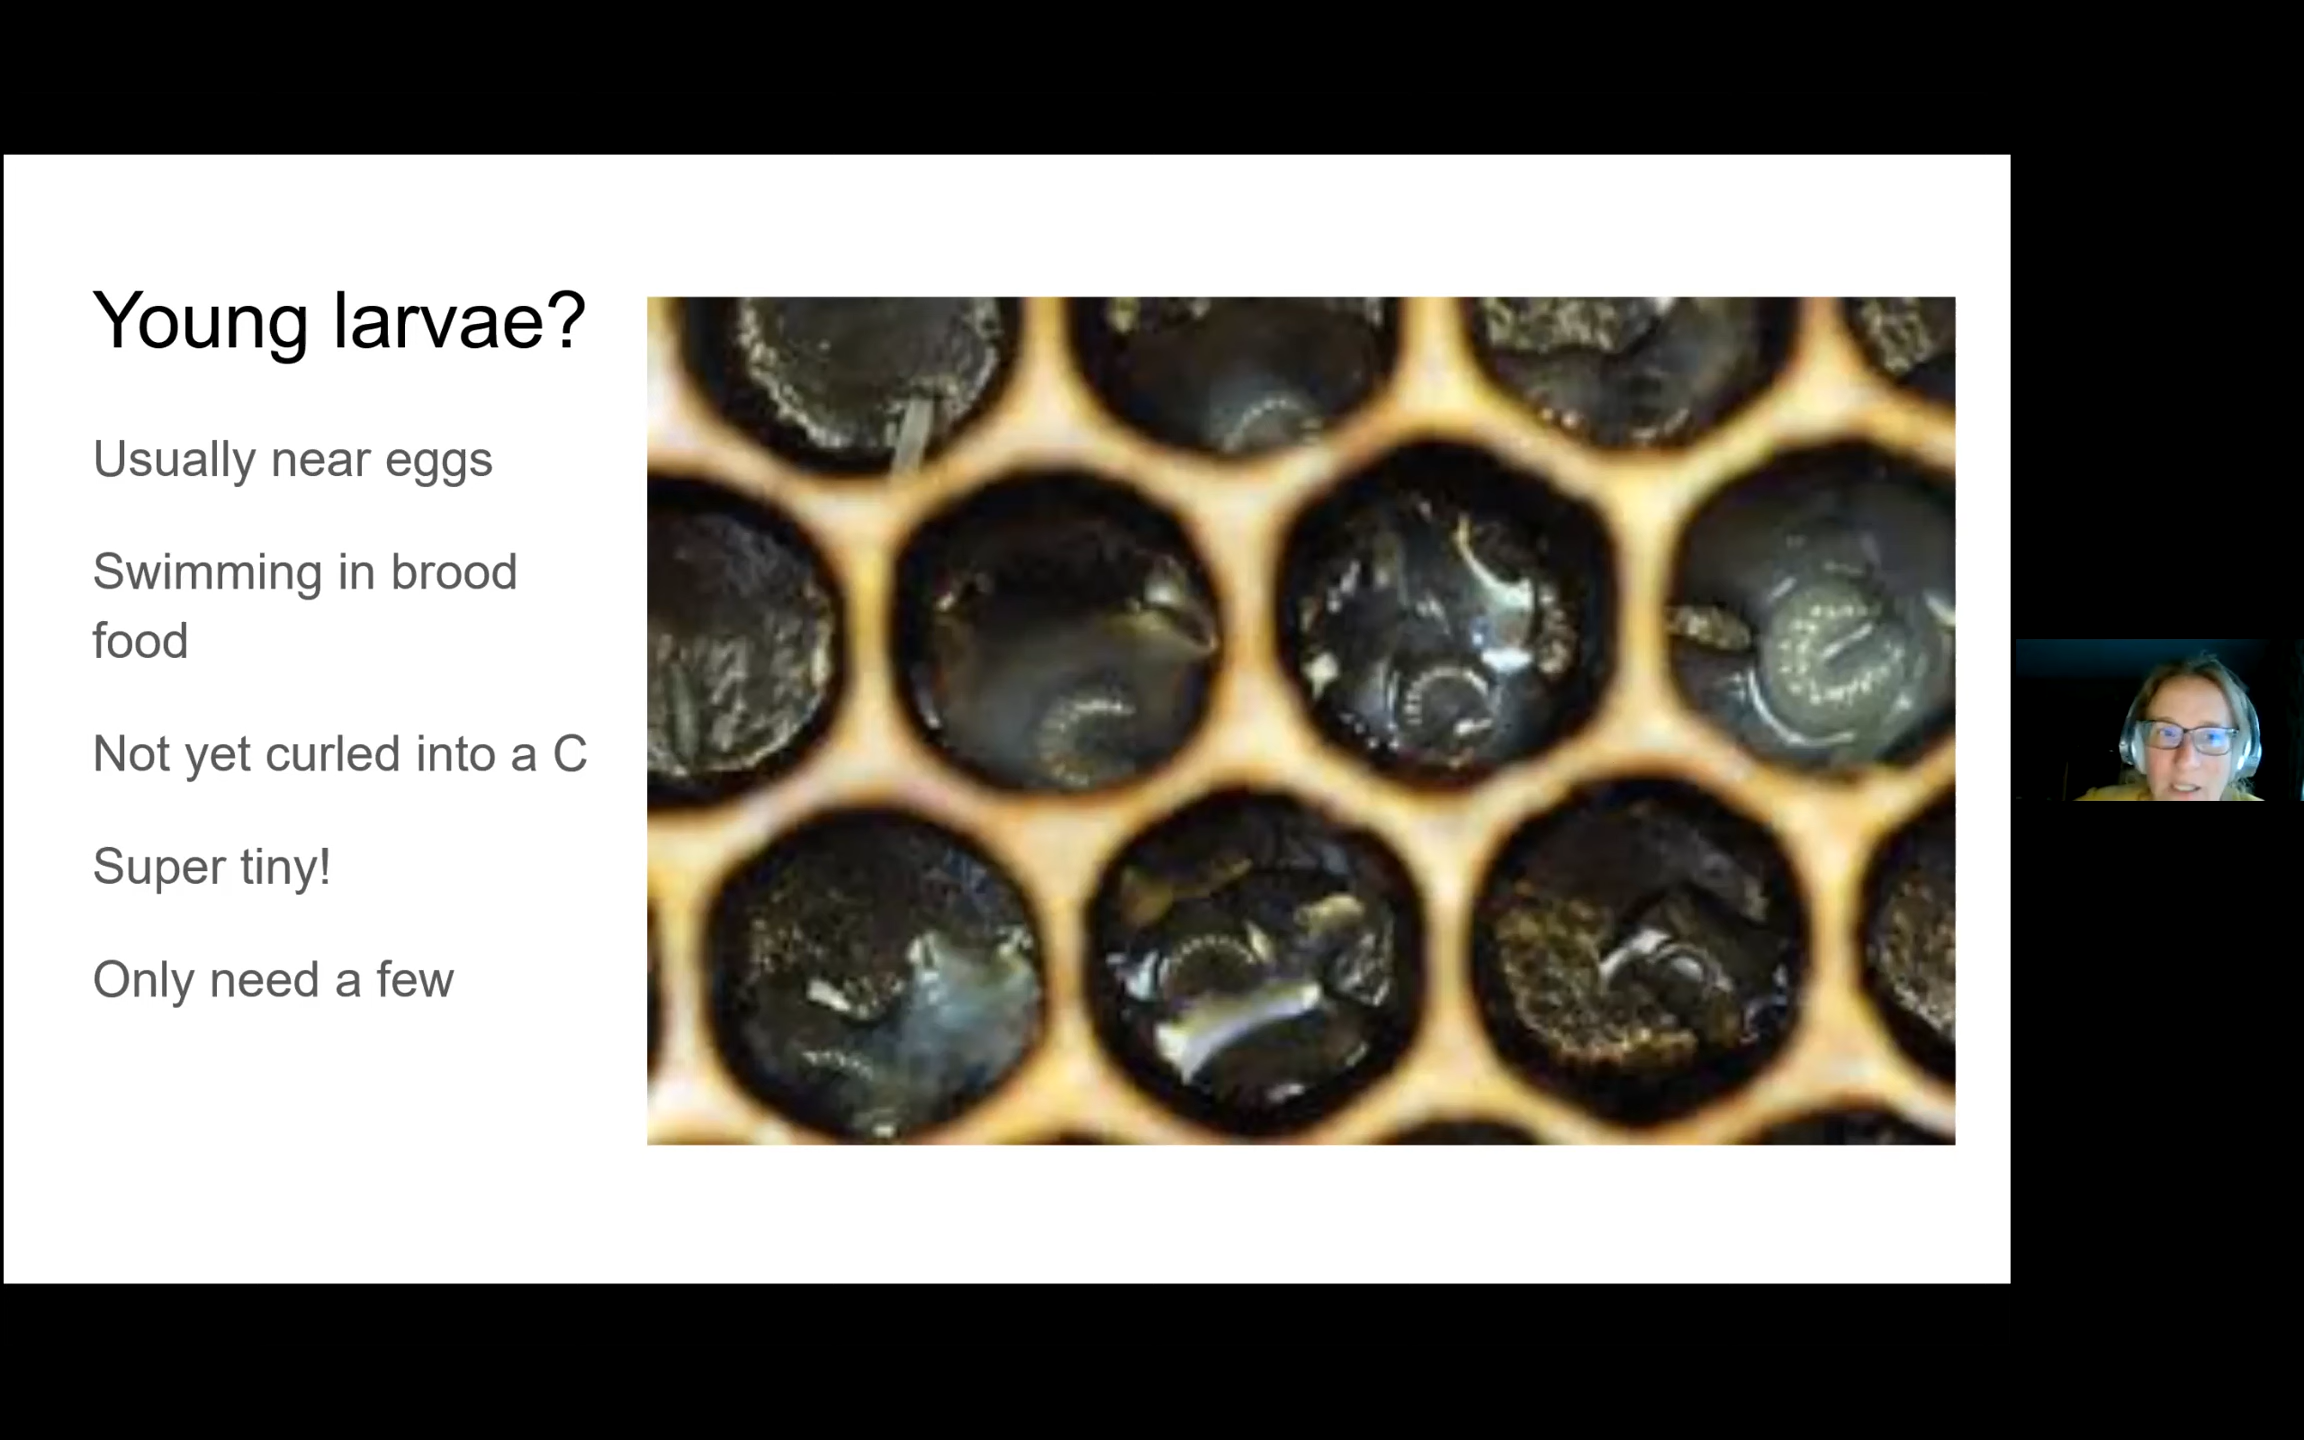 Young larvae?
Usually near eggs
Swimming in brood
food
Not yet curled into a C
Super tiny!
Only need a few